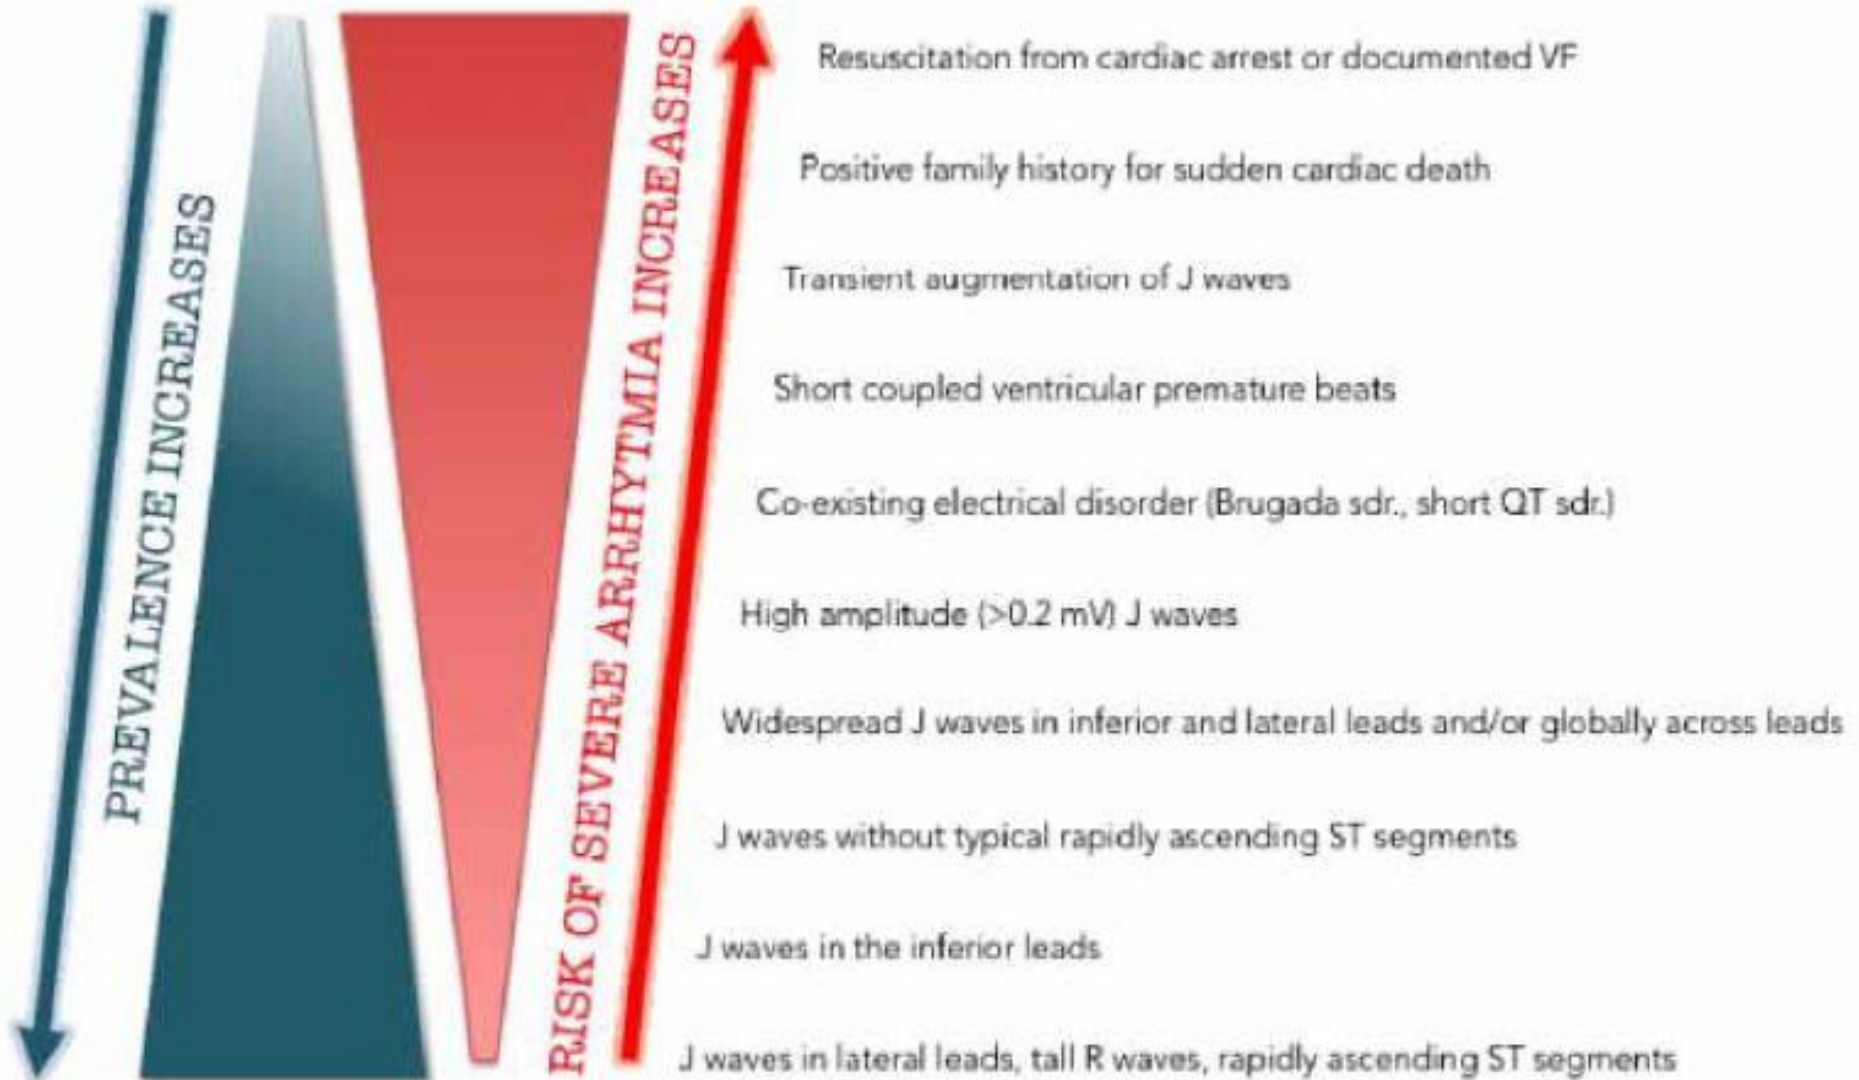 PREVALENCE INCREASES
RISK OF SEVERE ARRHYTMIA INCREASES
Resuscitation from cardiac arrest or documented VF
Positive family history for sudden cardiac death
Transient augmentation of J waves
Short coupled ventricular premature beats
Co-existing electrical disorder (Brugada sdr., short QT sdr.)
High amplitude (>0.2 mV) J waves
Widespread J waves in inferior and lateral leads and/or globally across leads
J waves without typical rapidly ascending ST segments
J waves in the inferior leads
J waves in lateral leads, tall R waves, rapidly ascending ST segments